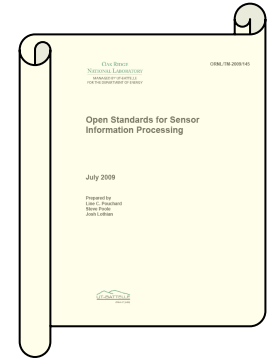 OAK RIDGE
NATIONAL LABORATORY
MANAGED BY UT-BATTELLE
FOR THE DEPARTMENT OF ENERGY
ORNL/TM-2009/145
Open Standards for Sensor
Information Processing
July 2009
Prepared by
Line C. Pouchard
Steve Poole
Josh Lothian
UT-BATTELLE